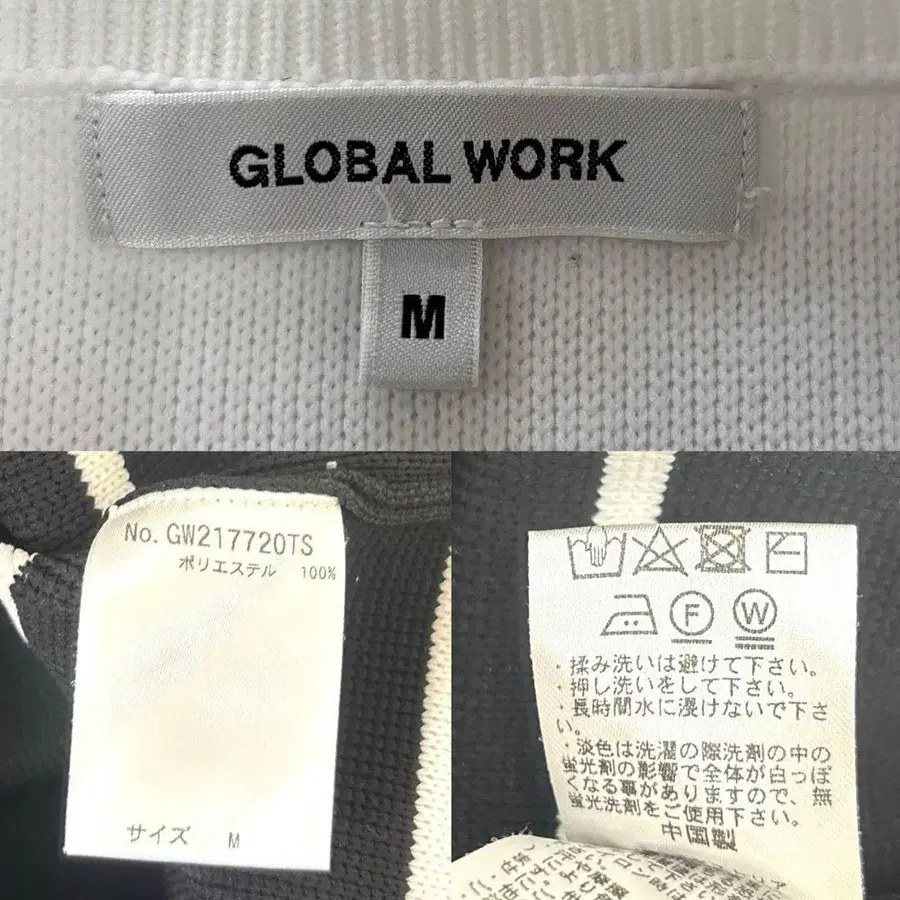 GLOBAL WORK
M
No. GW217720TS
ポリエステル 100%
サイズ M
F W
・揉み洗いは避けて下さい。
・押し洗いをして下さい。
・長時間水に浸けないで下さ
い。
・淡色は洗濯の際洗剤の中の
蛍光剤の影響で全体が白っぽ
くなる事がありますので、無
蛍光洗剤をご使用下さい。
中国製